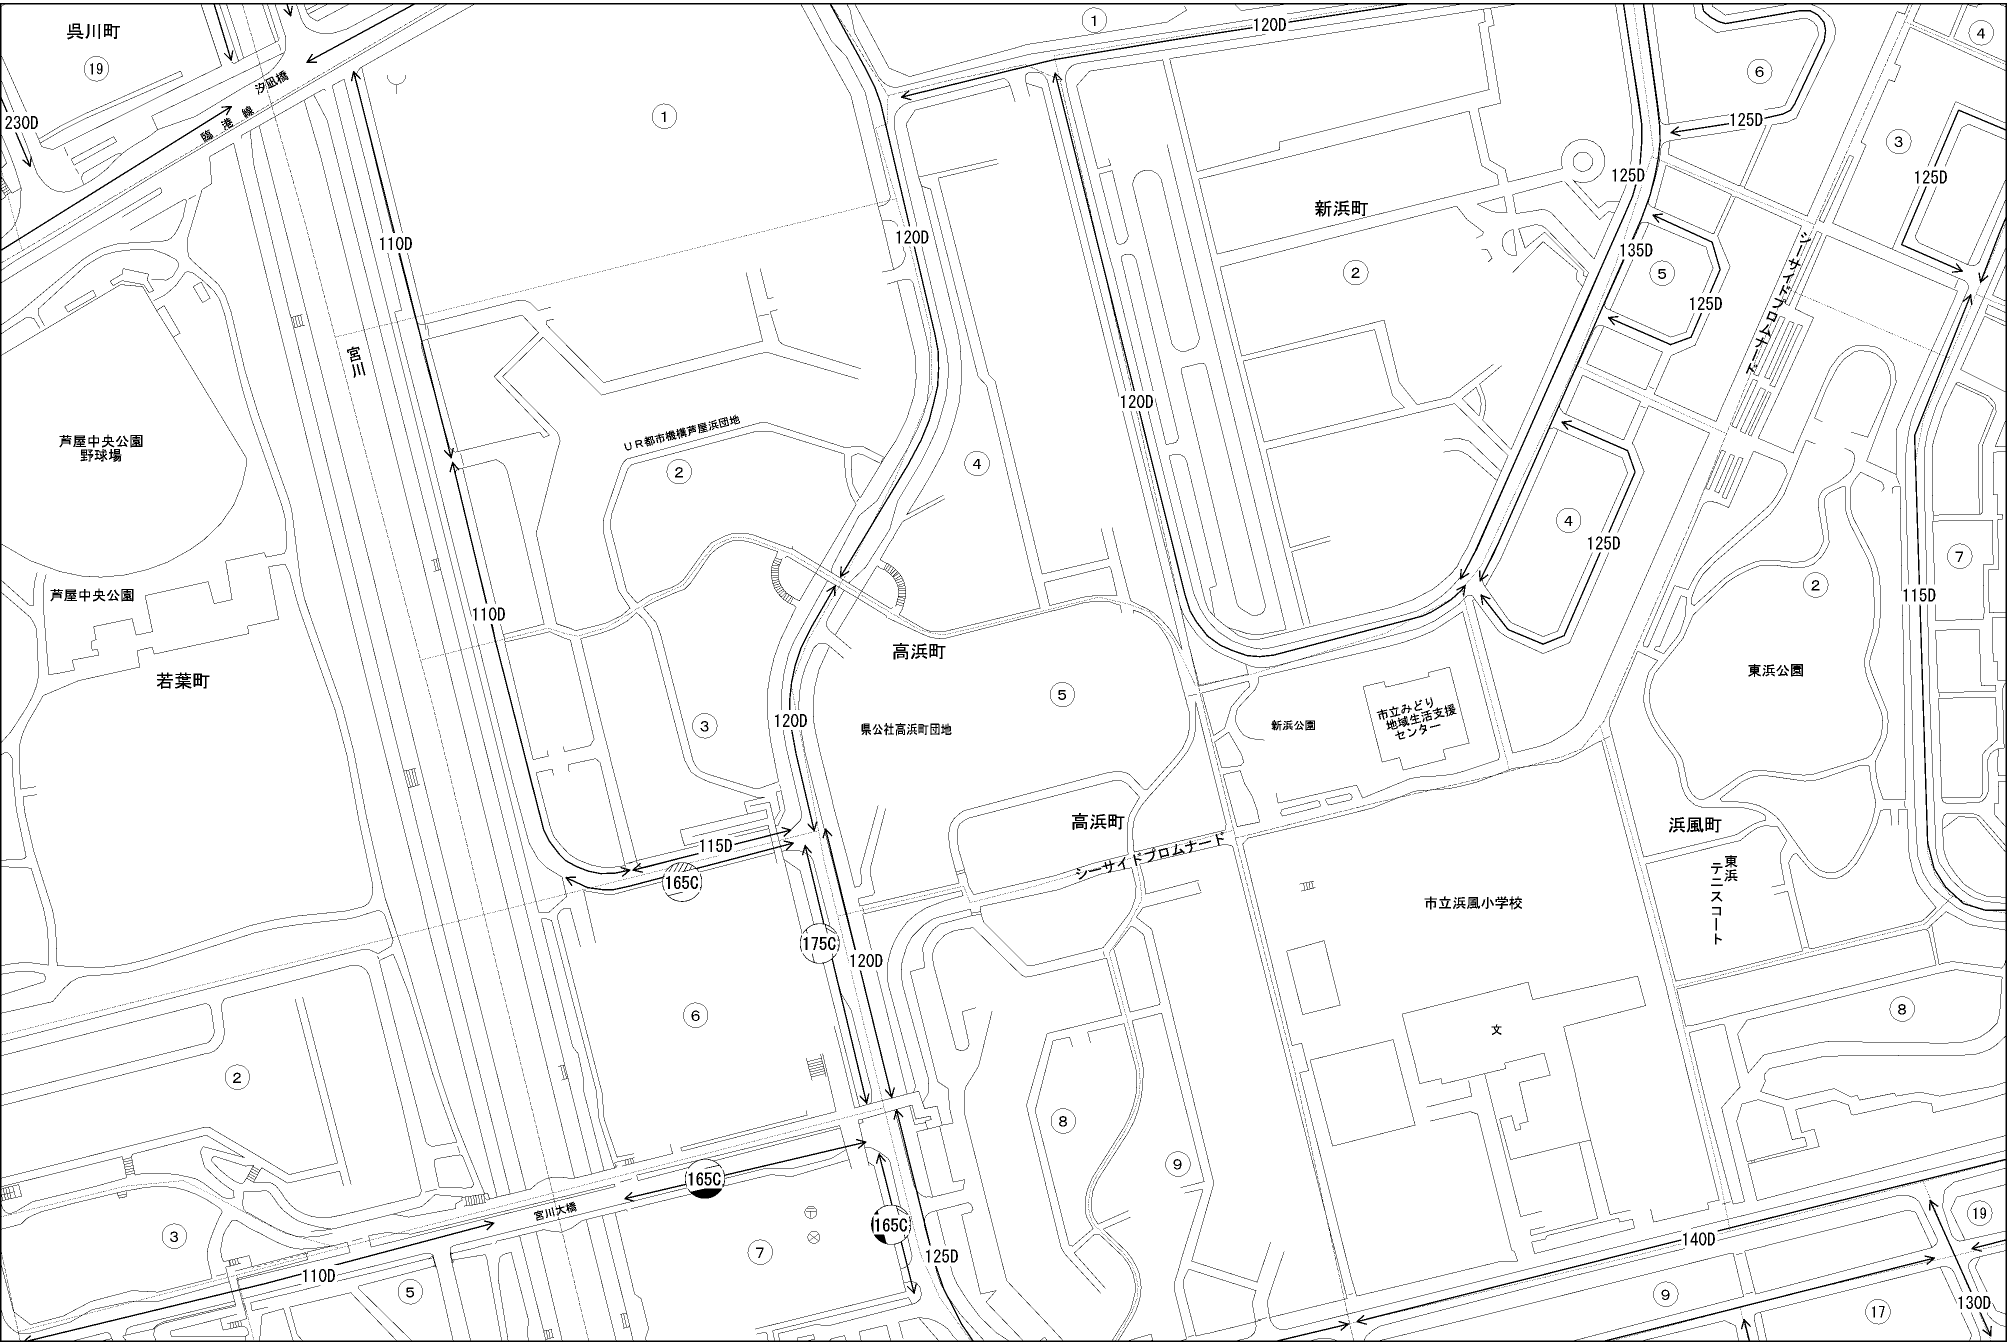 呉川町
19
230D
汐凪橋
臨港線
1
120D
1
4
6
125D
3
125D
110D
120D
新浜町
125D
135D
2
5
125D
シーサイドプロムナード
宮川
芦屋中央公園
野球場
UR都市機構芦屋浜団地
2
4
120D
4
125D
7
2
115D
芦屋中央公園
110D
若葉町
高浜町
5
東浜公園
3
120D
県公社高浜町団地
新浜公園
市立みどり
地域生活支援
センター
115D
165C
高浜町
シーサイドプロムナード
浜風町
東浜
テニスコート
市立浜風小学校
175C
120D
6
8
文
2
8
9
165C
宮川大橋
165C
125D
3
7
110D
5
140D
19
9
17
130D